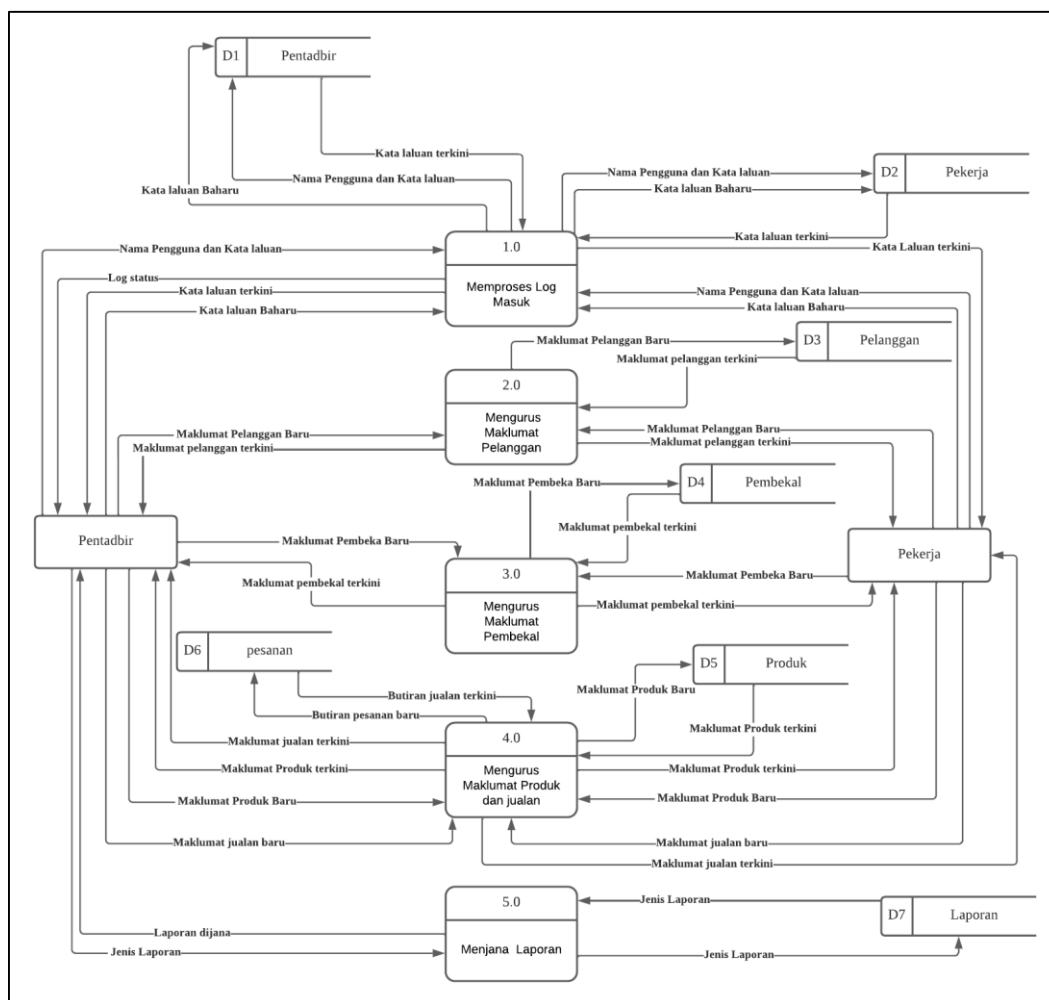 D1 Pentadbir
Kata laluan terkini
Nama Pengguna dan Kata laluan
Kata laluan Baharu
Nama Pengguna dan Kata laluan
Kata laluan Baharu
D2 Pekerja
Kata laluan terkini
Kata Laluan terkini
Nama Pengguna dan Kata laluan
Log status
Kata laluan terkini
Kata laluan Baharu
1.0
Memproses Log
Masuk
Nama Pengguna dan Kata laluan
Kata laluan Baharu
Maklumat Pelanggan Baru
D3 Pelanggan
Maklumat pelanggan terkini
2.0
Mengurus
Maklumat
Pelanggan
Maklumat Pelanggan Baru
Maklumat pelanggan terkini
Maklumat Pelanggan Baru
Maklumat pelanggan terkini
Maklumat Pembeka Baru
D4 Pembekal
Maklumat pembekal terkini
Pentadbir
Pekerja
Maklumat Pembeka Baru
Maklumat pembekal terkini
3.0
Mengurus
Maklumat
Pembekal
Maklumat Pembeka Baru
Maklumat pembekal terkini
D6 pesanan
D5 Produk
Butiran jualan terkini
Butiran pesanan baru
Maklumat Produk Baru
Maklumat Produk terkini
4.0
Mengurus
Maklumat Produk
dan jualan
Maklumat jualan terkini
Maklumat Produk terkini
Maklumat Produk Baru
Maklumat jualan baru
Maklumat Produk terkini
Maklumat Produk Baru
Maklumat jualan baru
Maklumat jualan terkini
5.0
Menjana Laporan
Jenis Laporan
D7 Laporan
Laporan dijana
Jenis Laporan
Jenis Laporan